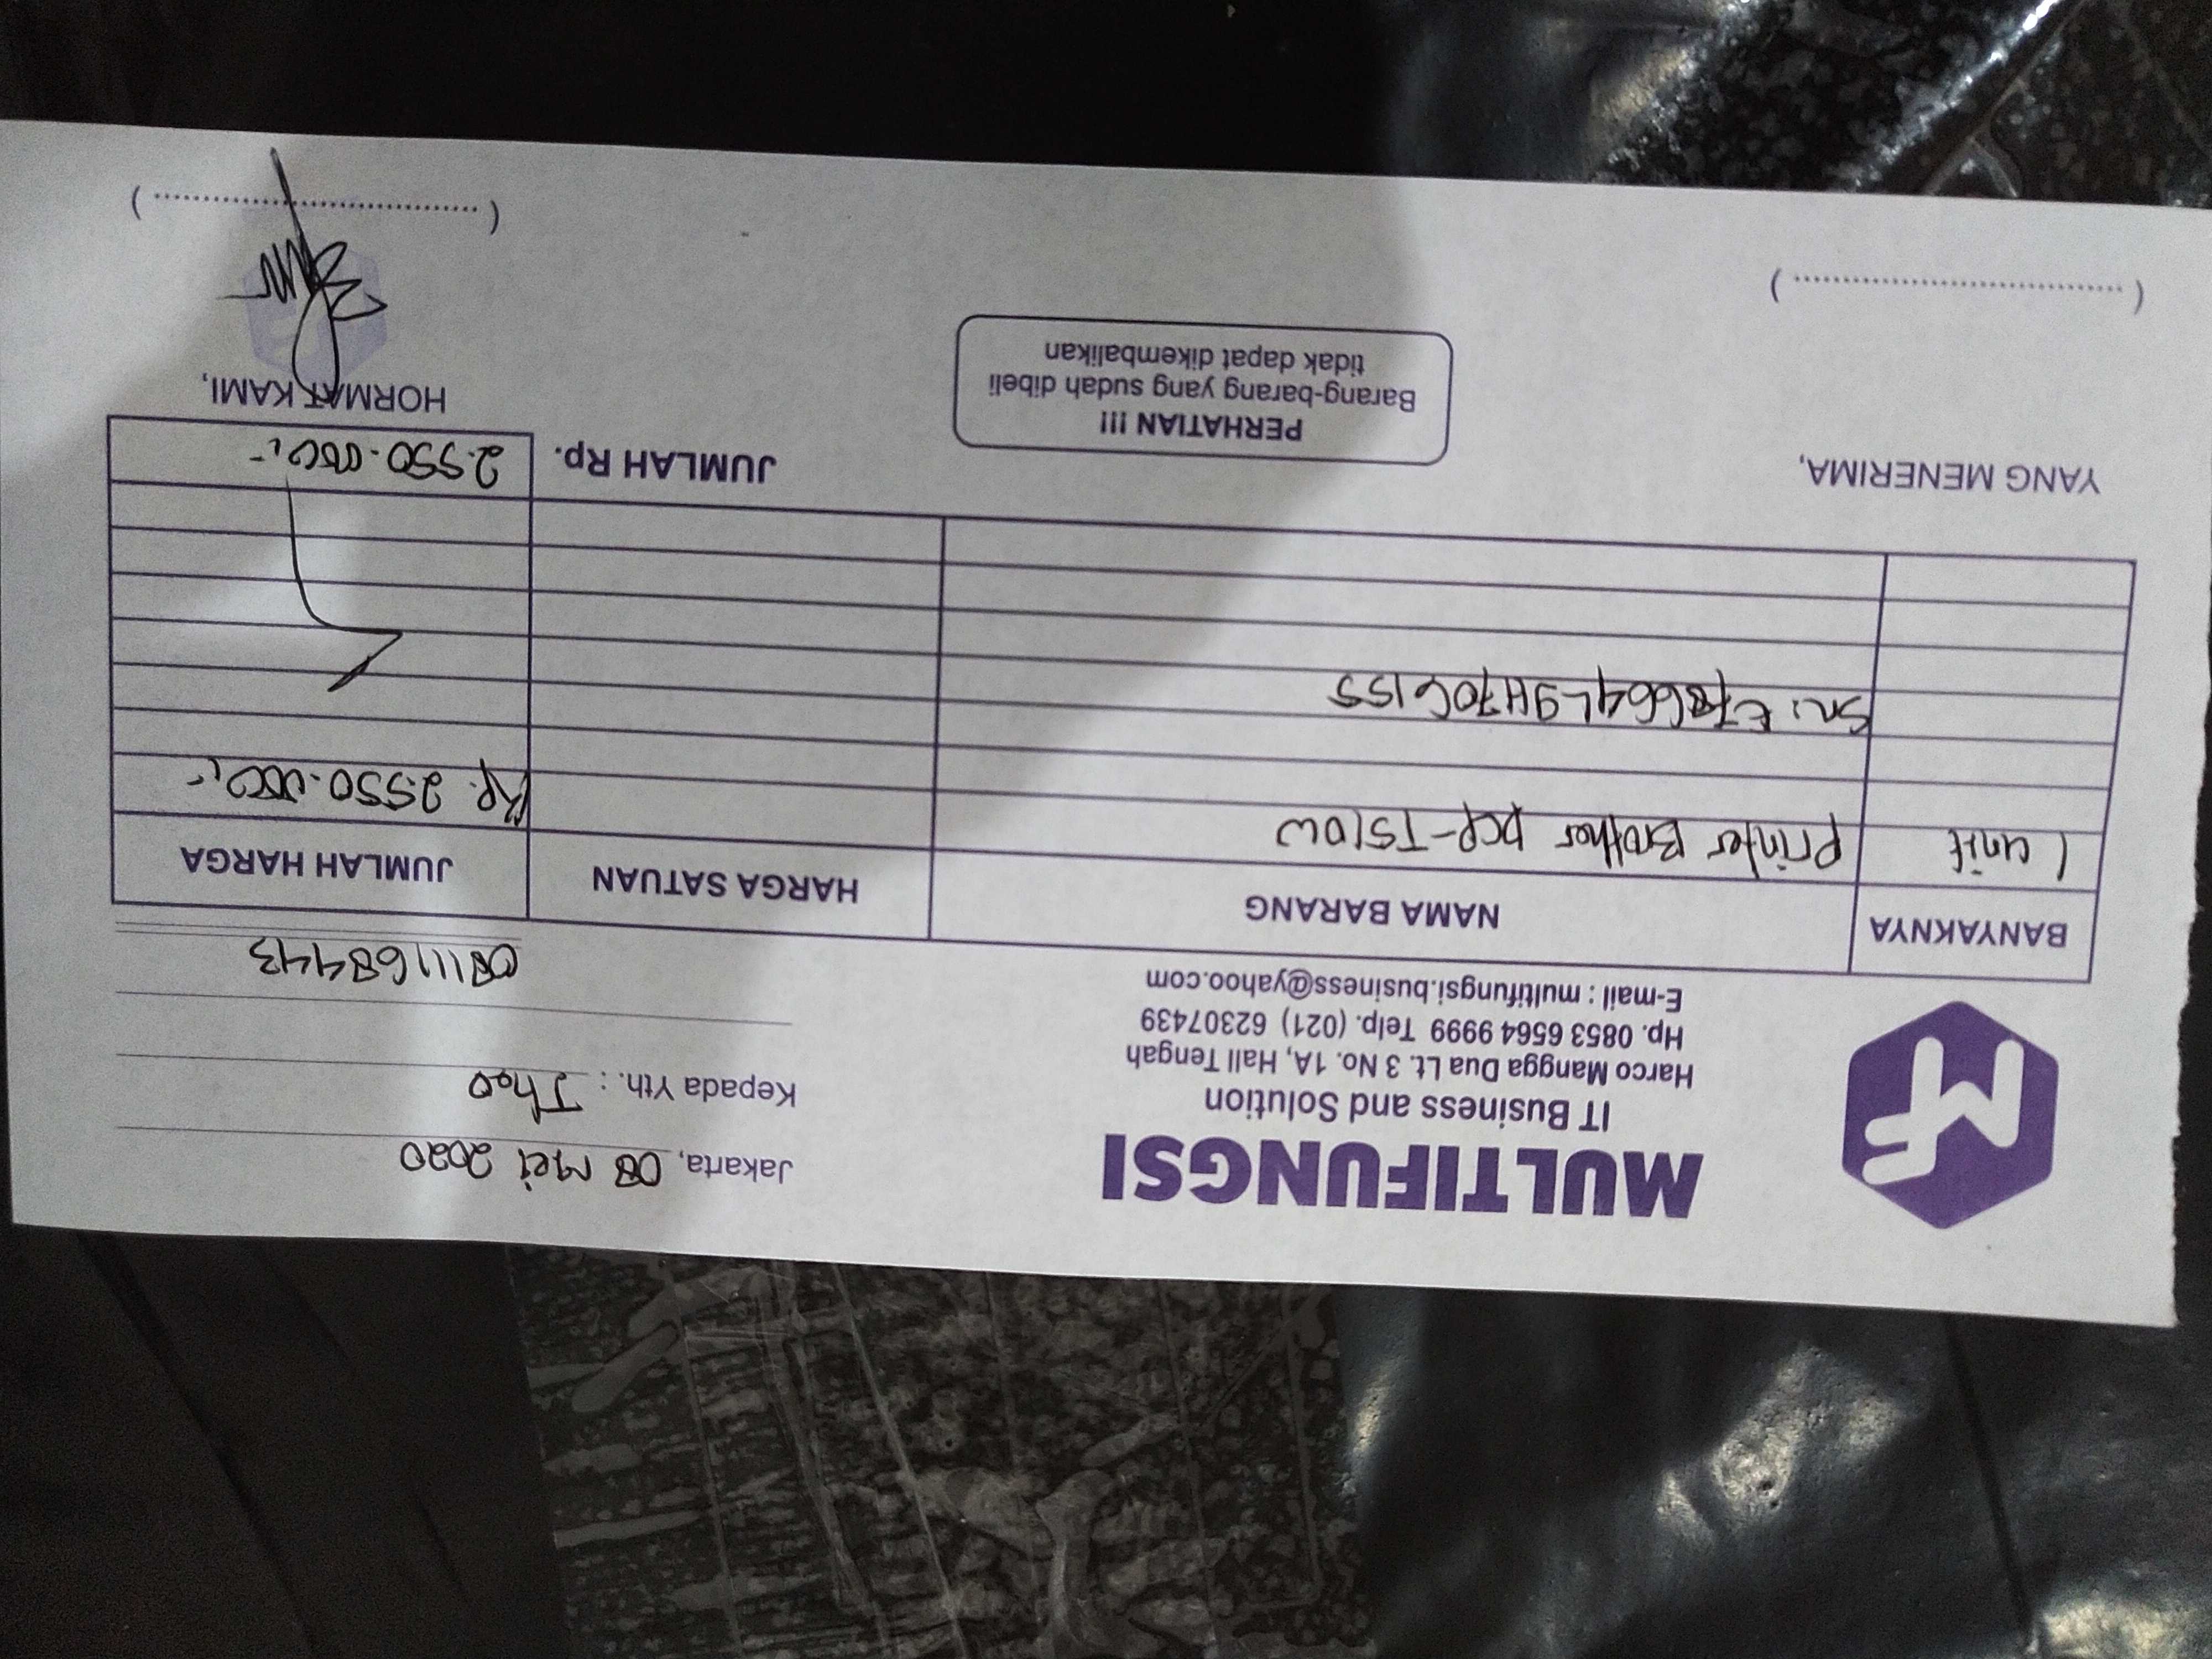 MF
MULTIFUNGSI
IT Business and Solution
Harco Mangga Dua Lt. 3 No. 1A, Hall Tengah
Hp. 0853 6564 9999 Telp. (021) 62307439
E-mail : multifungsi.business@yahoo.com
Jakarta, 08 Mei 2020
Kepada Yth. :
08111684443
BANYAKNYA NAMA BARANG HARGA SATUAN JUMLAH HARGA
1 unit Printer Brother DCP-T510W Rp. 2.550.000,-
Sn:
YANG MENERIMA,
PERHATIAN !!!
Barang-barang yang sudah dibeli
tidak dapat dikembalikan
JUMLAH Rp. 2.550.000,-
HORMAT KAMI,